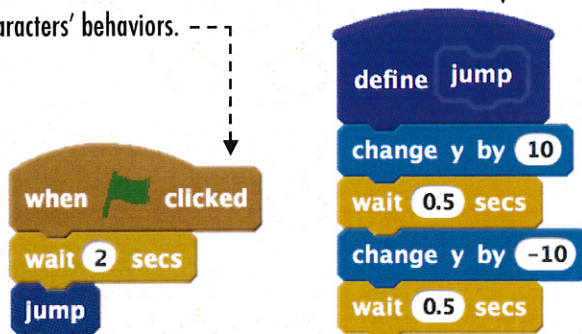 aracters' behaviors.
when clicked
wait 2 secs
jump
define jump
change y by 10
wait 0.5 secs
change y by -10
wait 0.5 secs